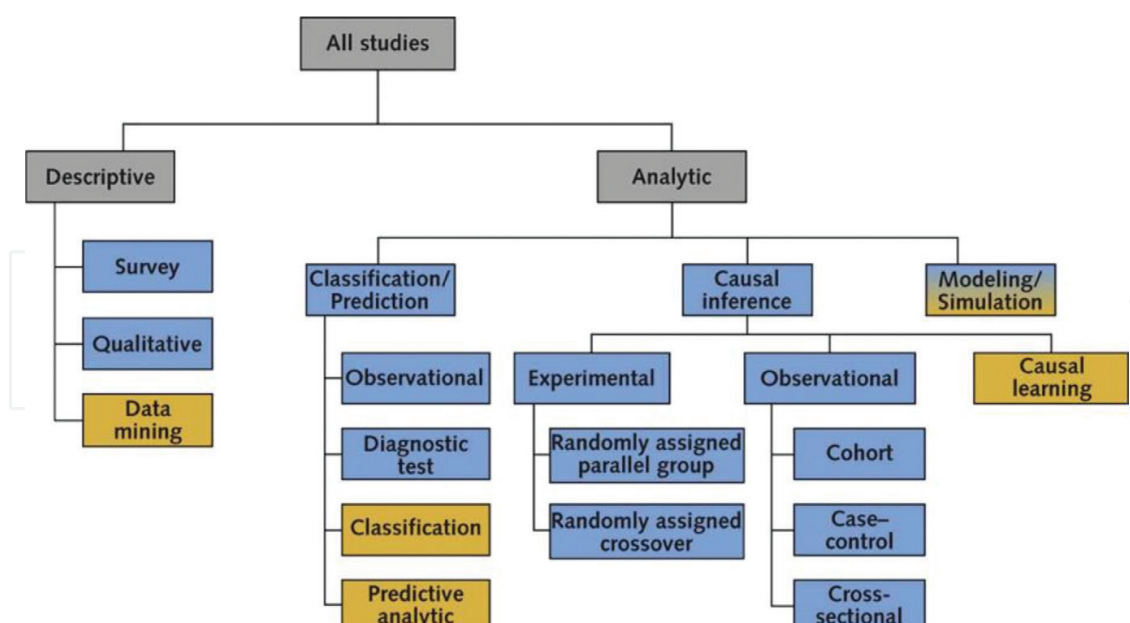 All studies
Descriptive
Analytic
Survey
Qualitative
Data
mining
Classification/
Prediction
Observational
Diagnostic
test
Classification
Predictive
analytic
Causal
inference
Experimental
Randomly assigned
parallel group
Randomly assigned
crossover
Observational
Cohort
Case–
control
Cross-
sectional
Causal
learning
Modeling/
Simulation